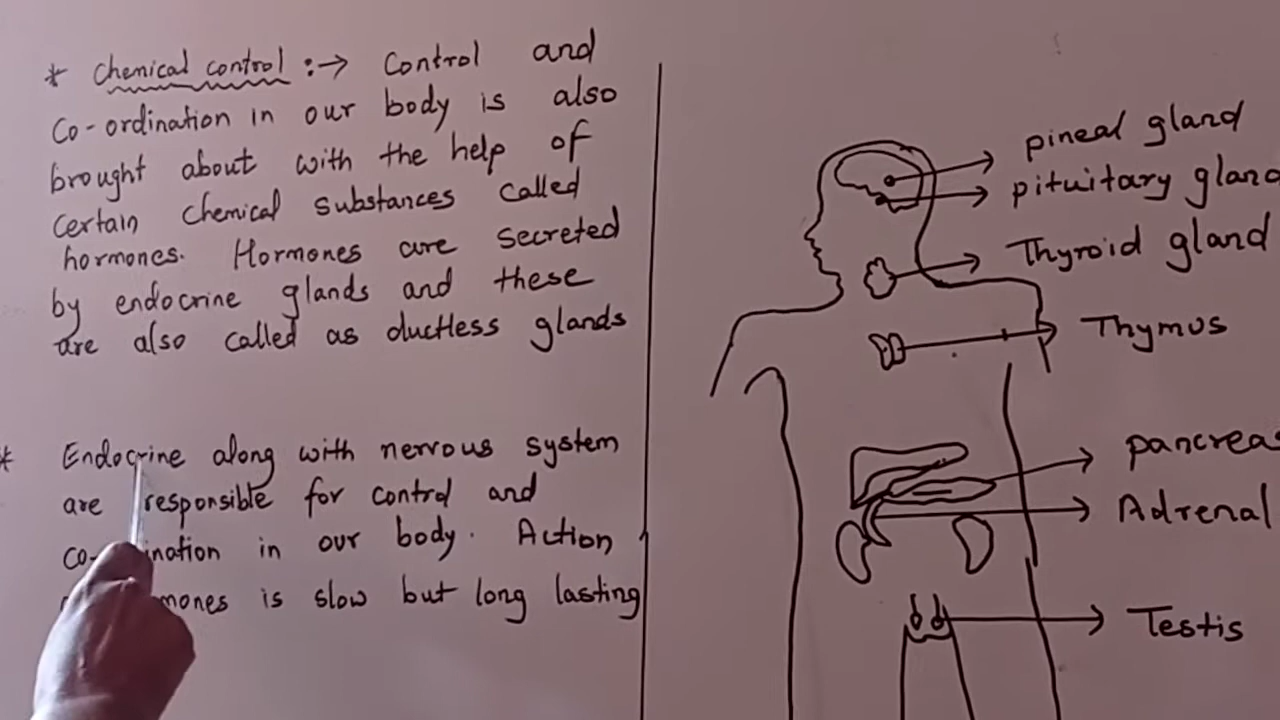 * Chemical control :→ Control and
Co-ordination in our body is also
brought about with the help of
certain chemical substances called
hormones. Hormones are secreted
by endocrine glands and these
are also called as ductless glands
* Endocrine along with nervous system
are responsible for control and
in our body. Action
is slow but long lasting
pineal gland
pituitary gland
Thyroid gland
Thymus
pancreas
Adrenal
Testis